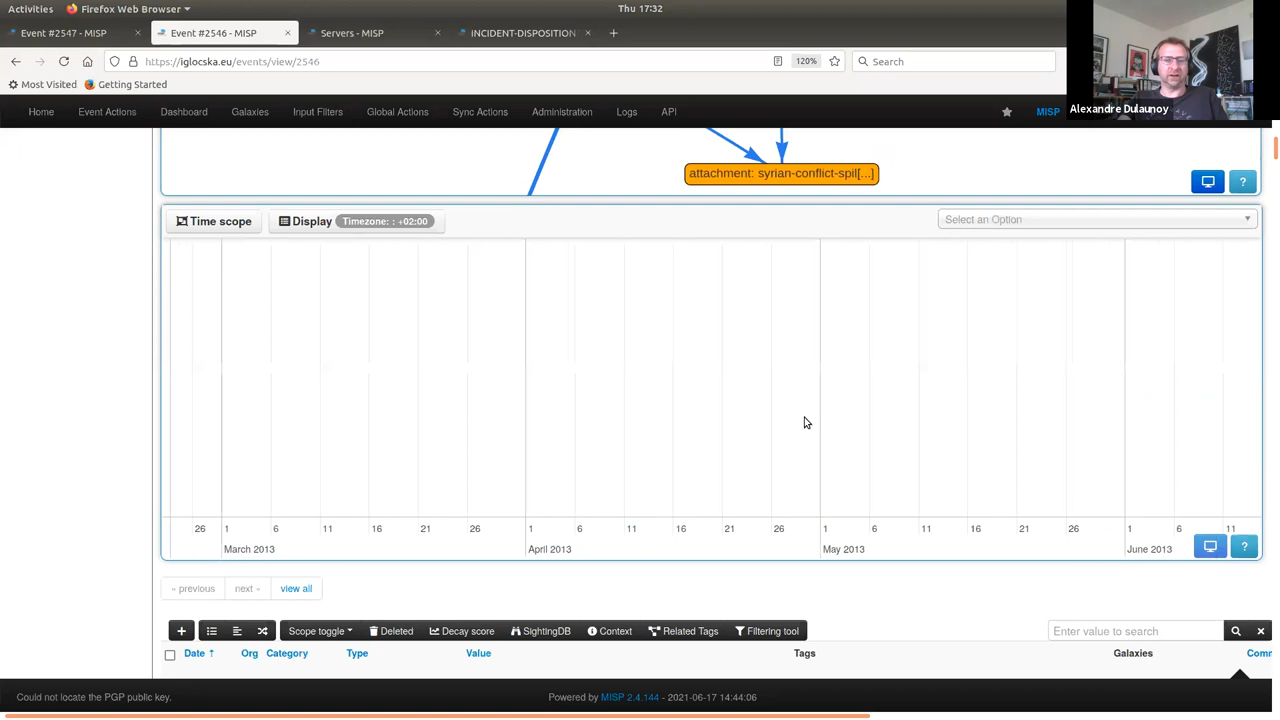 Activities Firefox Web Browser Thu 17:32
Event #2547 - MISP × Event #2546 - MISP × Servers - MISP × INCIDENT-DISPOSITION × +
https://iglocska.eu/events/view/2546 120% Search
Most Visited Getting Started
Alexandre Dulaunoy
Home Event Actions Dashboard Galaxies Input Filters Global Actions Sync Actions Administration Logs API MISP
attachment: syrian-conflict-spil[...]
?
Time scope Display Timezone: : +02:00 Select an Option
26 1 6 11 16 21 26 1 6 11 16 21 26 1 6 11 16 21 26 1 6 11
March 2013 April 2013 May 2013 June 2013
?
« previous next » view all
+ Scope toggle Deleted Decay score SightingDB Context Related Tags Filtering tool Enter value to search ×
Date ↑ Org Category Type Value Tags Galaxies Comm
Could not locate the PGP public key. Powered by MISP 2.4.144 - 2021-06-17 14:44:06